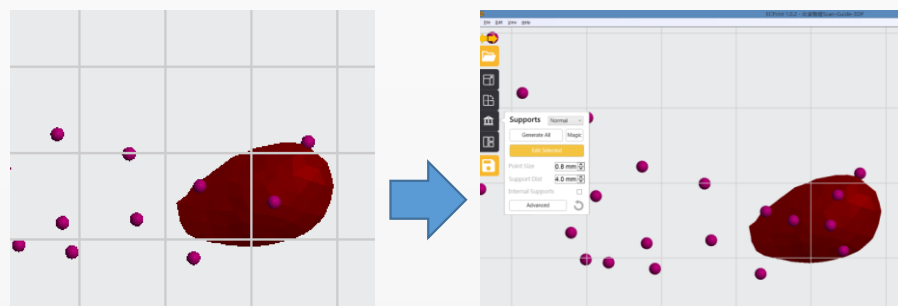 File Edit View Help
Supports Normal
Generate All Magic
Edit Selected
Point Size 0.8 mm
Support Dist 4.0 mm
Internal Supports
Advanced